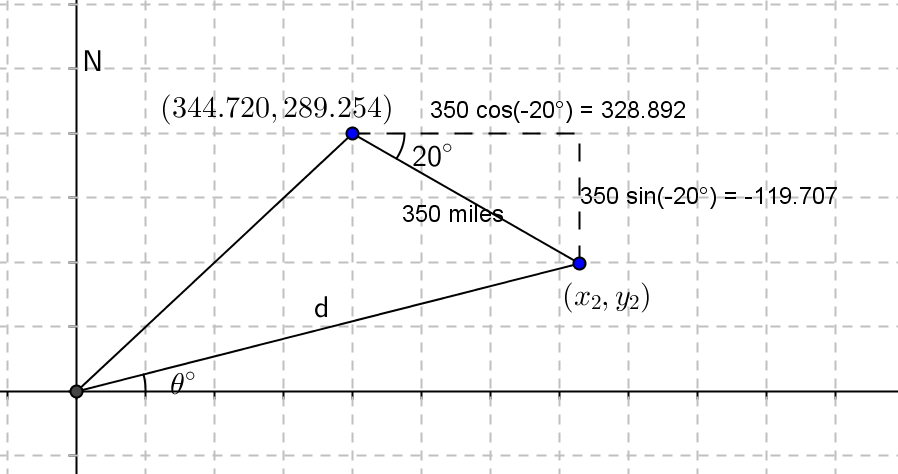 N
(344.720, 289.254)
350 cos(-20°) = 328.892
20°
350 sin(-20°) = -119.707
350 miles
(x₂, y₂)
d
θ°